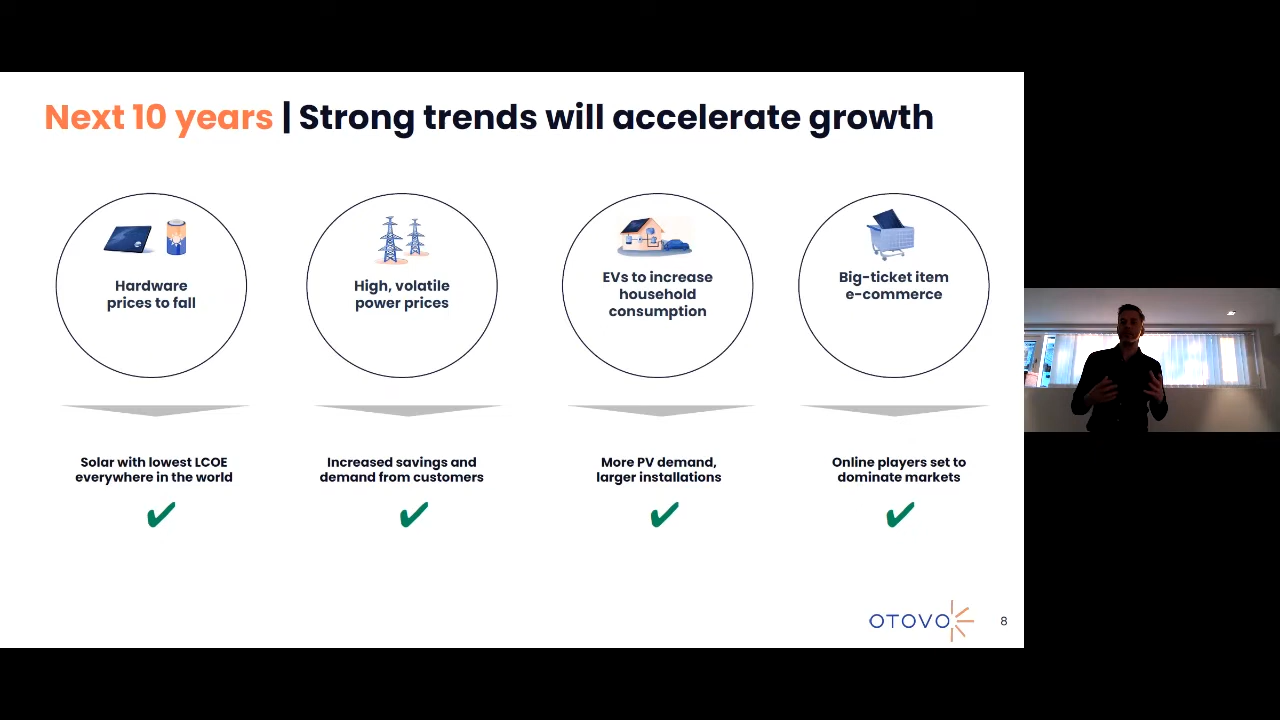 Next 10 years | Strong trends will accelerate growth
Hardware
prices to fall
High, volatile
power prices
EVs to increase
household
consumption
Big-ticket item
e-commerce
Solar with lowest LCOE
everywhere in the world
Increased savings and
demand from customers
More PV demand,
larger installations
Online players set to
dominate markets
OTOVO
8